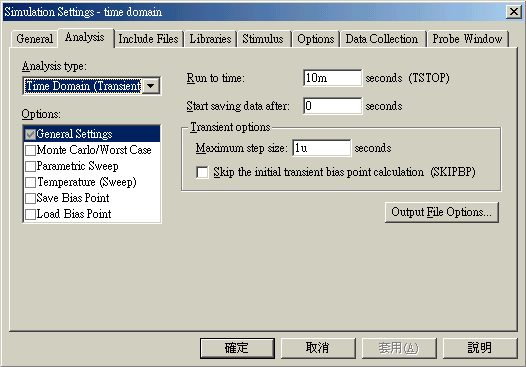 Simulation Settings - time domain
General Analysis Include Files Libraries Stimulus Options Data Collection Probe Window
Analysis type:
Time Domain (Transient
Options:
General Settings
Monte Carlo/Worst Case
Parametric Sweep
Temperature (Sweep)
Save Bias Point
Load Bias Point
Run to time: 10m seconds (TSTOP)
Start saving data after: 0 seconds
Transient options
Maximum step size: 1u seconds
Skip the initial transient bias point calculation (SKIPBP)
Output File Options...
確定 取消 套用(A) 說明